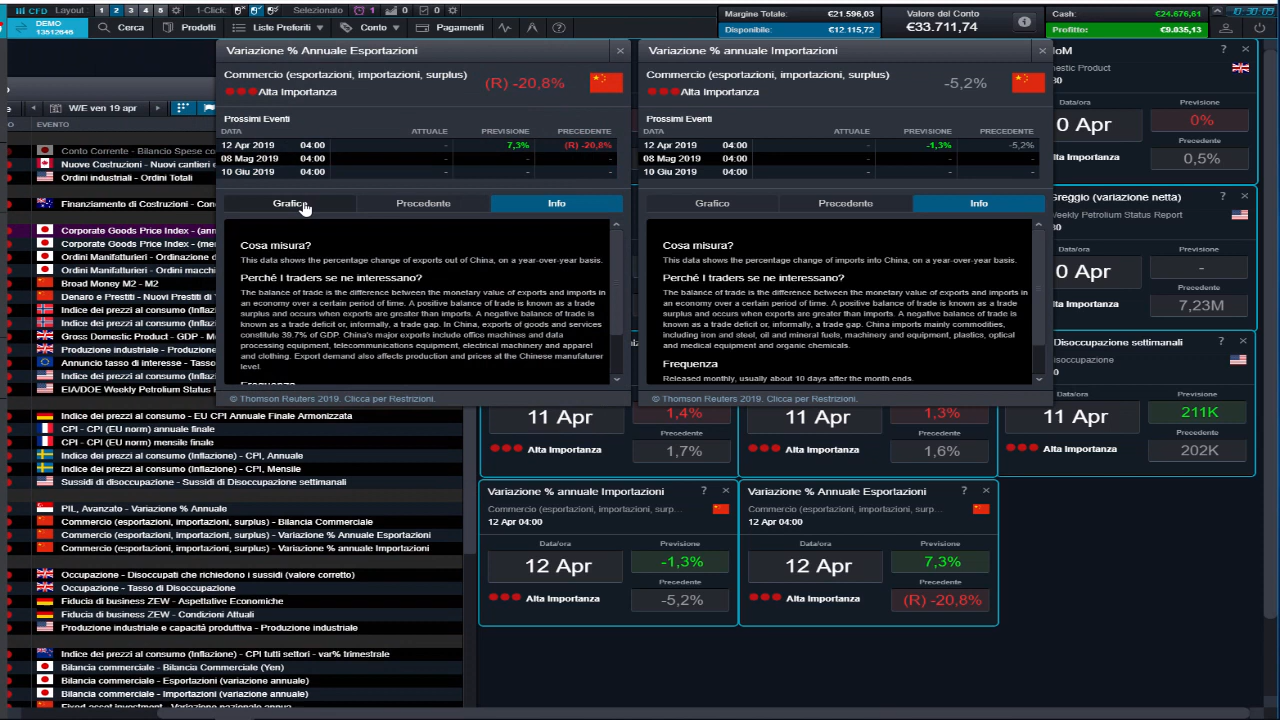 CFD Layout: 1 2 3 4 5 1-Click: Selezionato 1 0 0
DEMO
13512646
Cerca Prodotti Liste Preferiti Conto Pagamenti
Margine Totale: €21.596,03
Disponibile: €12.115,72
Valore del Conto
€33.711,74
Cash: €24.676,61
Profitto: €9.035,13
W/E ven 19 apr
EVENTO
Conto Corrente - Bilancio Spese co
Nuove Costruzioni - Nuovi cantieri c
Ordini industriali - Ordini Totali
Finanziamento di Costruzioni - Con
Corporate Goods Price Index - (ann
Corporate Goods Price Index - (me
Ordini Manifatturieri - Ordinazione d
Ordini Manifatturieri - Ordini macchi
Broad Money M2 - M2
Denaro e Prestiti - Nuovi Prestiti in C
Gross Domestic Product - GDP - M
Produzione industriale - Produzione
Annuncio tasso di interesse - Tasso
EIA/DOE Weekly Petroleum Status
Indice dei prezzi al consumo - EU CPI Annuale Finale Armonizzata
CPI - CPI (EU norm) annuale finale
CPI - CPI (EU norm) mensile finale
Indice dei prezzi al consumo (Inflazione) - CPI, Annuale
Indice dei prezzi al consumo (Inflazione) - CPI, Mensile
Sussidi di disoccupazione - Sussidi di Disoccupazione settimanali
PIL, Avanzato - Variazione % Annuale
Commercio (esportazioni, importazioni, surplus) - Bilancia Commerciale
Commercio (esportazioni, importazioni, surplus) - Variazione % Annuale Esportazioni
Commercio (esportazioni, importazioni, surplus) - Variazione % annuale Importazioni
Occupazione - Disoccupati che richiedono i sussidi (valore corretto)
Occupazione - Tasso di Disoccupazione
Fiducia di business ZEW - Aspettative Economiche
Fiducia di business ZEW - Condizioni Attuali
Produzione industriale e capacità produttiva - Produzione industriale
Indice dei prezzi al consumo (Inflazione) - CPI tutti settori - var% trimestrale
Bilancia commerciale - Bilancia Commerciale (Yen)
Bilancia commerciale - Esportazioni (variazione annuale)
Bilancia commerciale - Importazioni (variazione annuale)
Fixed asset investment - Variazione nazionale annua
Variazione % Annuale Esportazioni
Commercio (esportazioni, importazioni, surplus)
Alta Importanza
(R) -20,8%
Prossimi Eventi
DATA ATTUALE PREVISIONE PRECEDENTE
12 Apr 2019 04:00 - 7,3% (R) -20,8%
08 Mag 2019 04:00 - - -
10 Giu 2019 04:00 - - -
Grafico Precedente Info
Cosa misura?
This data shows the percentage change of exports out of China, on a year-over-year basis.
Perché I traders se ne interessano?
The balance of trade is the difference between the monetary value of exports and imports in
an economy over a certain period of time. A positive balance of trade is known as a trade
surplus and occurs when exports are greater than imports. A negative balance of trade is
known as a trade deficit or, informally, a trade gap. In China, exports of goods and services
constitute 39.7% of GDP. China's major exports include office machines and data
processing equipment, telecommunications equipment, electrical machinery and apparel
and clothing. Export demand also affects production and prices at the Chinese manufacturer
level.
Frequenza
© Thomson Reuters 2019. Clicca per Restrizioni.
Variazione % annuale Importazioni
Commercio (esportazioni, importazioni, surplus)
Alta Importanza
-5,2%
Prossimi Eventi
DATA ATTUALE PREVISIONE PRECEDENTE
12 Apr 2019 04:00 - -1,3% -5,2%
08 Mag 2019 04:00 - - -
10 Giu 2019 04:00 - - -
Grafico Precedente Info
Cosa misura?
This data shows the percentage change of imports into China, on a year-over-year basis.
Perché I traders se ne interessano?
The balance of trade is the difference between the monetary value of exports and imports in
an economy over a certain period of time. A positive balance of trade is known as a trade
surplus and occurs when exports are greater than imports. A negative balance of trade is
known as a trade deficit or, informally, a trade gap. China imports mainly commodities,
including iron and steel, oil and mineral fuels, machinery and equipment, plastics, optical
and medical equipment and organic chemicals.
Frequenza
Released monthly, usually about 10 days after the month ends.
© Thomson Reuters 2019. Clicca per Restrizioni.
MoM
mestic Product
Data/ora Previsione
0 Apr 0%
Precedente
Alta Importanza 0,5%
Greggio (variazione netta)
Weekly Petroleum Status Report
Data/ora Previsione
0 Apr -
Precedente
Alta Importanza 7,23M
Disoccupazione settimanali
isoccupazione
Data/ora Previsione
11 Apr 211K
Precedente
Alta Importanza 202K
11 Apr 1,4%
Precedente
Alta Importanza 1,7%
11 Apr 1,3%
Precedente
Alta Importanza 1,6%
Variazione % annuale Importazioni
Commercio (esportazioni, importazioni, surp...
12 Apr 04:00
Data/ora Previsione
12 Apr -1,3%
Precedente
Alta Importanza -5,2%
Variazione % Annuale Esportazioni
Commercio (esportazioni, importazioni, surp...
12 Apr 04:00
Data/ora Previsione
12 Apr 7,3%
Precedente
Alta Importanza (R) -20,8%